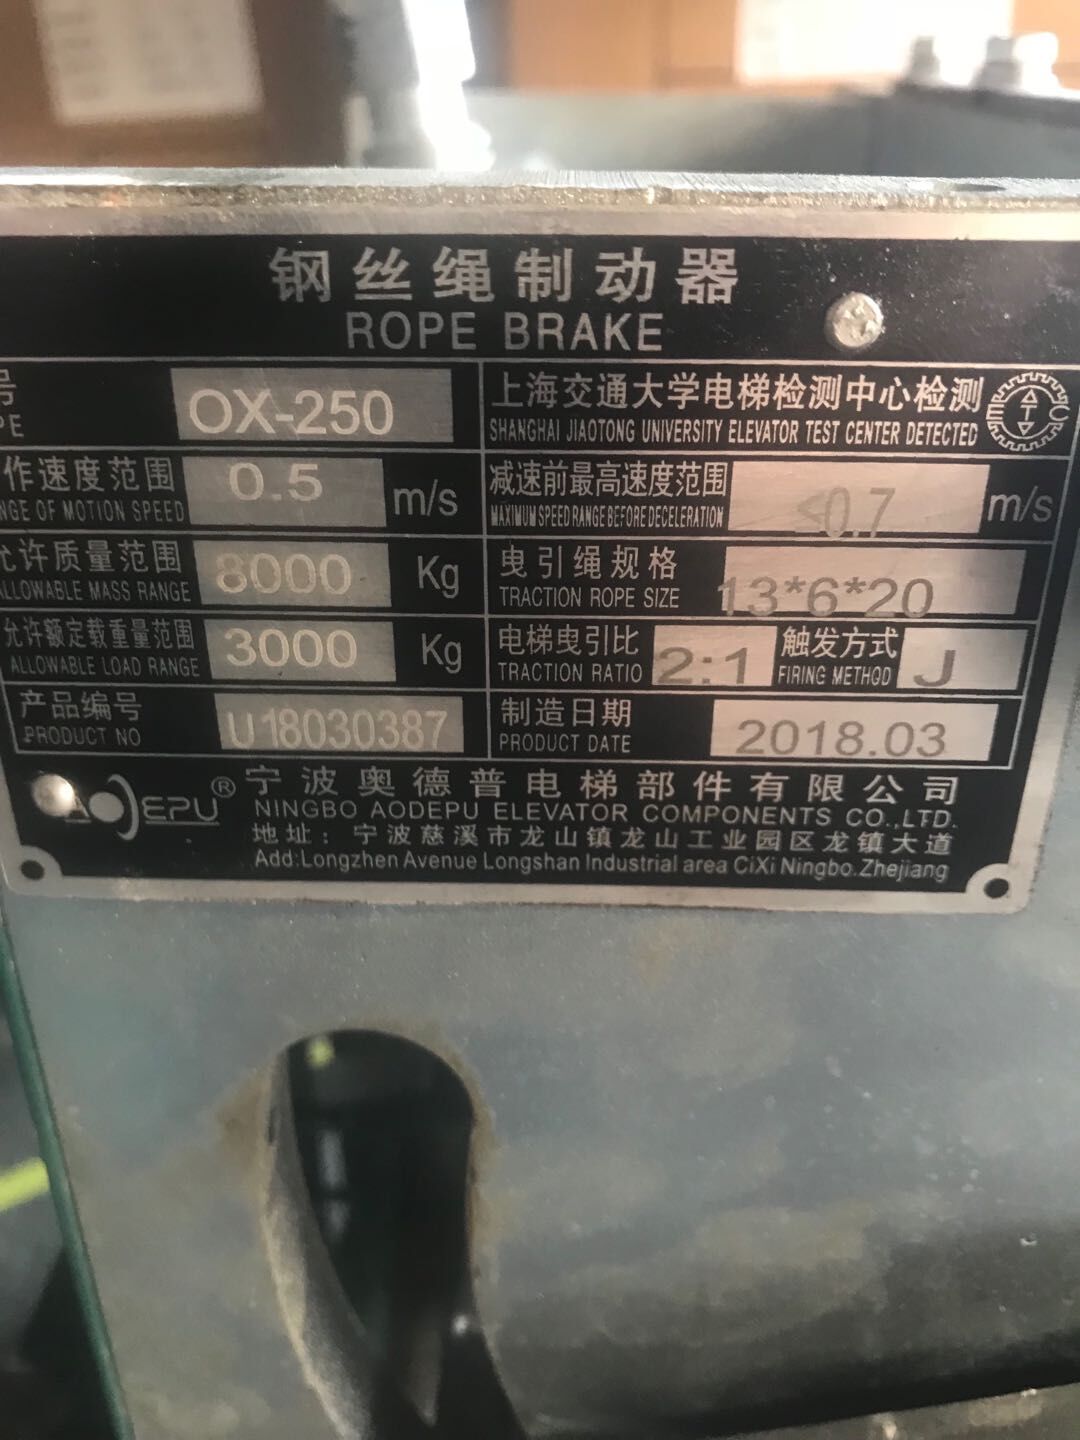 钢丝绳制动器
ROPE BRAKE
号 OX-250
PE
上海交通大学电梯检测中心检测
SHANGHAI JIAOTONG UNIVERSITY ELEVATOR TEST CENTER DETECTED
作速度范围 0.5 m/s
NGE OF MOTION SPEED
减速前最高速度范围 ≤0.7 m/s
MAXIMUM SPEED RANGE BEFORE DECELERATION
允许质量范围 8000 Kg
ALLOWABLE MASS RANGE
曳引绳规格 13*6*20
TRACTION ROPE SIZE
允许额定载重量范围 3000 Kg
ALLOWABLE LOAD RANGE
电梯曳引比 2:1 触发方式 J
TRACTION RATIO FIRING METHOD
产品编号 U18030387
PRODUCT NO
制造日期 2018.03
PRODUCT DATE
AODEPU® 宁波奥德普电梯部件有限公司
NINGBO AODEPU ELEVATOR COMPONENTS CO.,LTD.
地址：宁波慈溪市龙山镇龙山工业园区龙镇大道
Add:Longzhen Avenue Longshan Industrial area CiXi Ningbo.Zhejiang